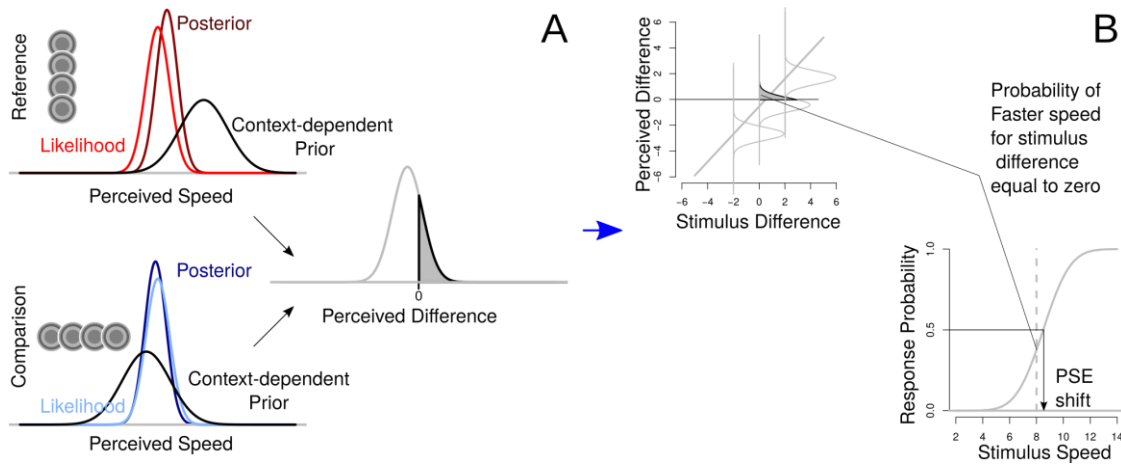 A
Reference
Posterior
Likelihood
Context-dependent
Prior
Perceived Speed
Comparison
Posterior
Likelihood
Context-dependent
Prior
Perceived Speed
0
Perceived Difference
B
Perceived Difference
6
4
2
0
−2
−4
−6
−6 −4 −2 0 2 4 6
Stimulus Difference
Probability of
Faster speed
for stimulus
difference
equal to zero
Response Probability
1.0
0.5
0.0
PSE
shift
2 4 6 8 10 12 14
Stimulus Speed